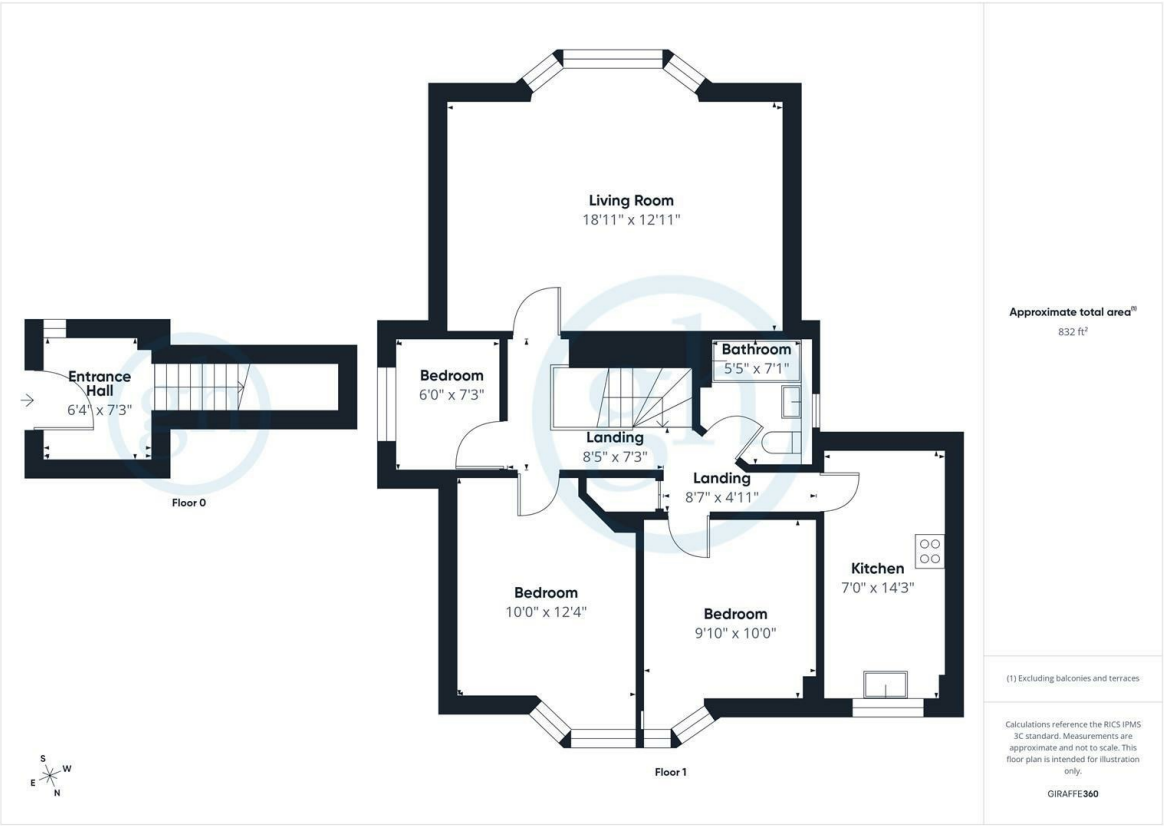 Living Room
18'11" x 12'11"
Approximate total area(1)
832 ft²
Bathroom
5'5" x 7'1"
Entrance
Hall
6'4" x 7'3"
Bedroom
6'0" x 7'3"
Landing
8'5" x 7'3"
Landing
8'7" x 4'11"
Floor 0
Kitchen
7'0" x 14'3"
Bedroom
10'0" x 12'4"
Bedroom
9'10" x 10'0"
(1) Excluding balconies and terraces
Calculations reference the RICS IPMS
3C standard. Measurements are
approximate and not to scale. This
floor plan is intended for illustration
only.
GIRAFFE360
Floor 1
S
W
E
N
gh
gh